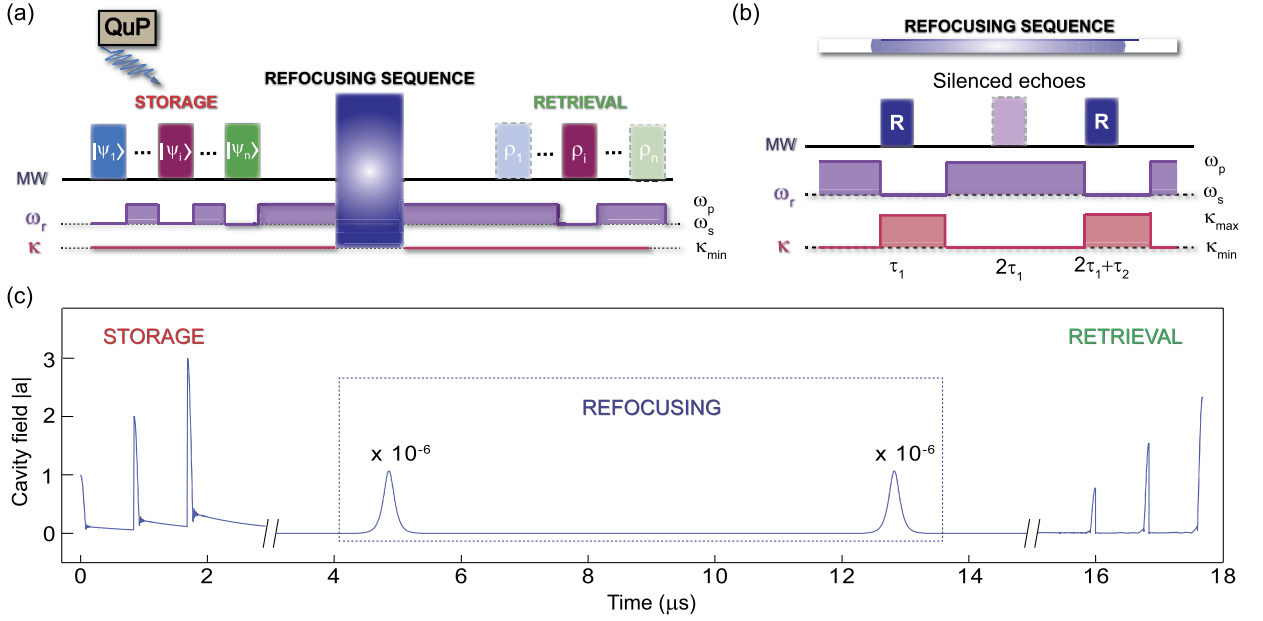 (a)
QuP
REFOCUSING SEQUENCE
STORAGE
RETRIEVAL
|ψ1⟩ ... |ψi⟩ ... |ψn⟩
ρ1 ... ρi ... ρn
MW
ωr
ωp
ωs
κ
κmin
(b)
REFOCUSING SEQUENCE
Silenced echoes
R
R
MW
ωp
ωr
ωs
κmax
κ
κmin
τ1
2τ1
2τ1+τ2
(c)
STORAGE
RETRIEVAL
REFOCUSING
x 10-6
x 10-6
Cavity field |a|
3
2
1
0
0 2 4 6 8 10 12 14 16 18
Time (μs)